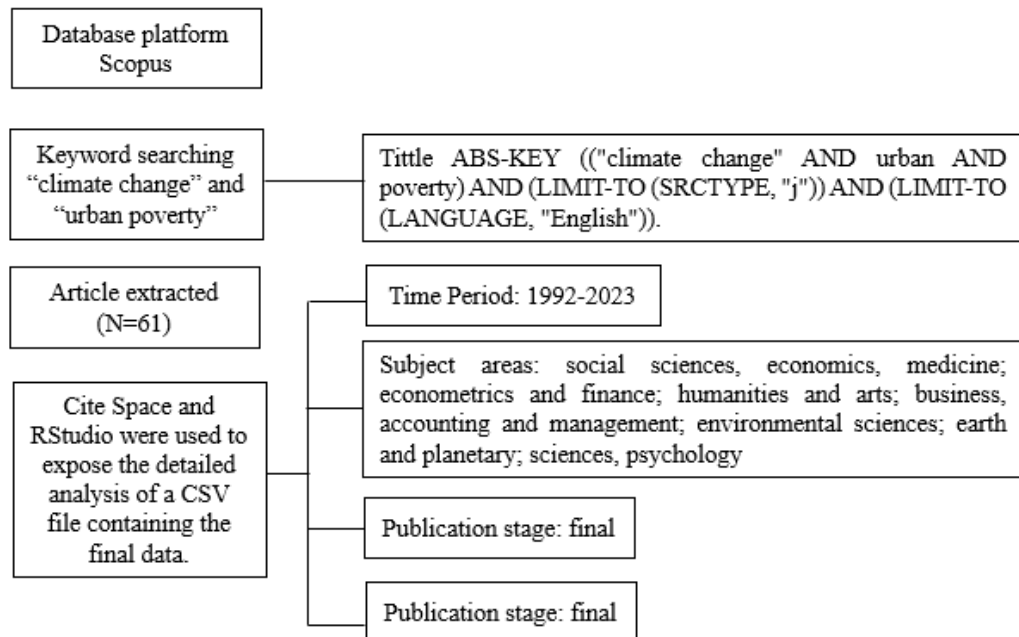 Database platform
Scopus
Keyword searching
“climate change” and
“urban poverty”
Tittle ABS-KEY (("climate change" AND urban AND
poverty) AND (LIMIT-TO (SRCTYPE, "j")) AND (LIMIT-TO
(LANGUAGE, "English")).
Article extracted
(N=61)
Time Period: 1992-2023
Subject areas: social sciences, economics, medicine;
econometrics and finance; humanities and arts; business,
accounting and management; environmental sciences; earth
and planetary; sciences, psychology
Cite Space and
RStudio were used to
expose the detailed
analysis of a CSV
file containing the
final data.
Publication stage: final
Publication stage: final